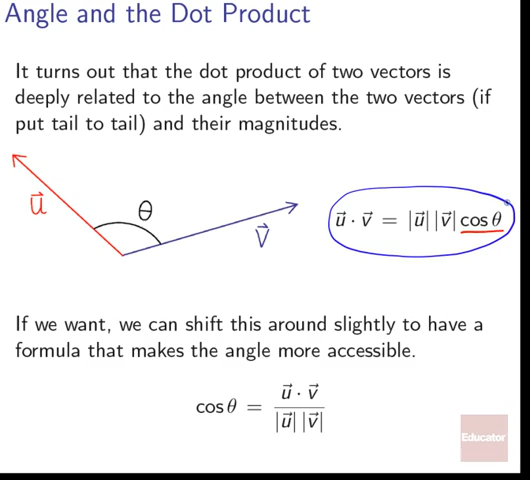 Angle and the Dot Product
It turns out that the dot product of two vectors is
deeply related to the angle between the two vectors (if
put tail to tail) and their magnitudes.
u⃗ θ v⃗
u⃗ · v⃗ = |u⃗| |v⃗| cos θ
If we want, we can shift this around slightly to have a
formula that makes the angle more accessible.
cos θ = u⃗ · v⃗ / |u⃗| |v⃗|
Educator